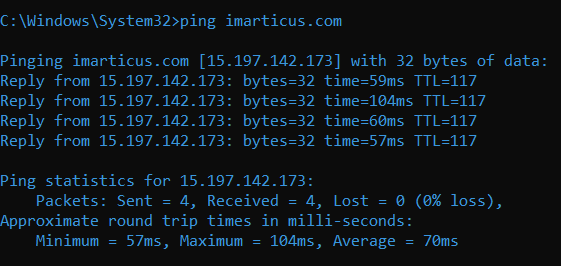 C:\Windows\System32>ping imarticus.com
Pinging imarticus.com [15.197.142.173] with 32 bytes of data:
Reply from 15.197.142.173: bytes=32 time=59ms TTL=117
Reply from 15.197.142.173: bytes=32 time=104ms TTL=117
Reply from 15.197.142.173: bytes=32 time=60ms TTL=117
Reply from 15.197.142.173: bytes=32 time=57ms TTL=117
Ping statistics for 15.197.142.173:
    Packets: Sent = 4, Received = 4, Lost = 0 (0% loss),
Approximate round trip times in milli-seconds:
    Minimum = 57ms, Maximum = 104ms, Average = 70ms